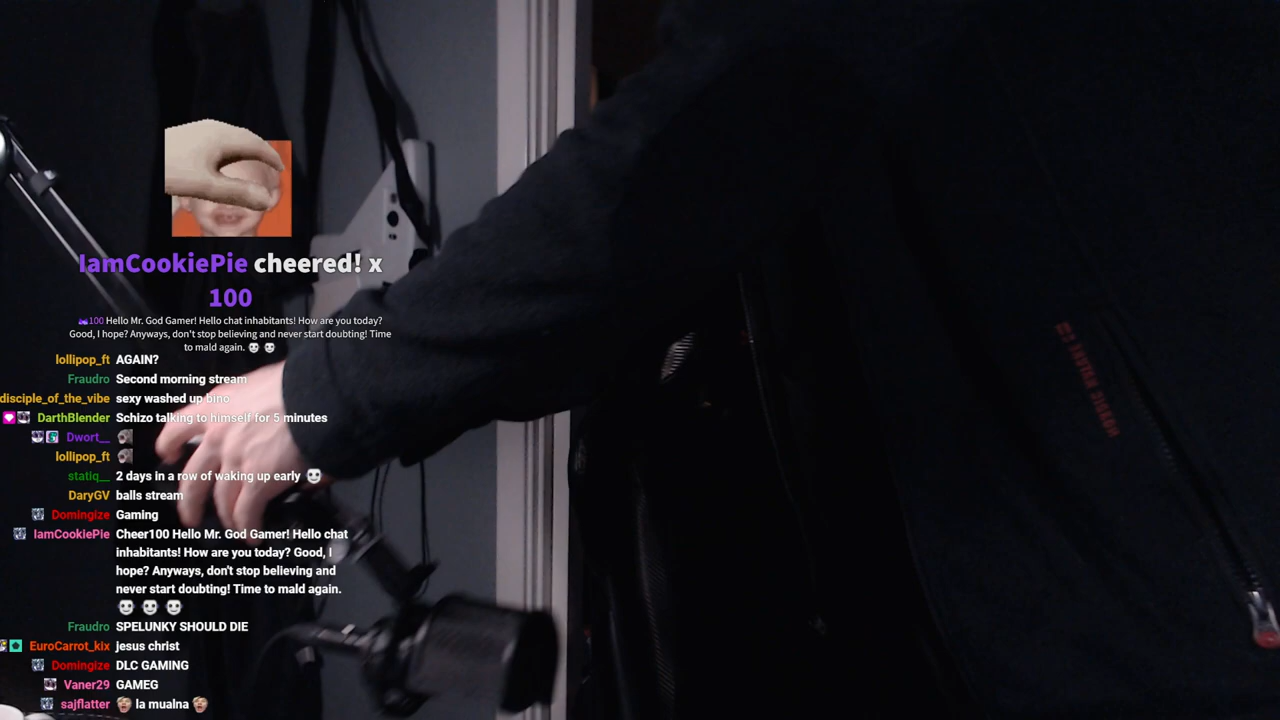 IamCookiePie cheered! x
100
100 Hello Mr. God Gamer! Hello chat inhabitants! How are you today?
Good, I hope? Anyways, don't stop believing and never start doubting! Time
to mald again.
lollipop_ft AGAIN?
Fraudro Second morning stream
disciple_of_the_vibe sexy washed up bino
DarthBlender Schizo talking to himself for 5 minutes
Dwort__
lollipop_ft
statiq__ 2 days in a row of waking up early
DaryGV balls stream
Domingize Gaming
IamCookiePie Cheer100 Hello Mr. God Gamer! Hello chat
inhabitants! How are you today? Good, I
hope? Anyways, don't stop believing and
never start doubting! Time to mald again.
Fraudro SPELUNKY SHOULD DIE
EuroCarrot_kix jesus christ
Domingize DLC GAMING
Vaner29 GAMEG
sajflatter la mualna